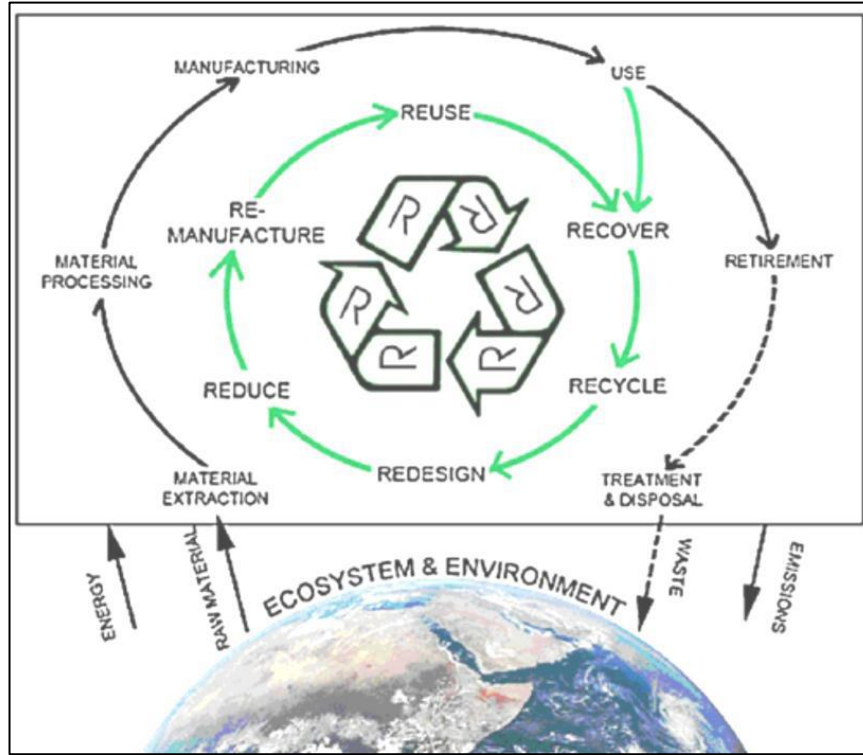 MANUFACTURING
USE
REUSE
RE-
MANUFACTURE
RECOVER
MATERIAL
PROCESSING
RETIREMENT
REDUCE
RECYCLE
REDESIGN
MATERIAL
EXTRACTION
TREATMENT
& DISPOSAL
R
R
R
R
R
R
ENERGY
RAW MATERIAL
ECOSYSTEM & ENVIRONMENT
WASTE
EMISSIONS